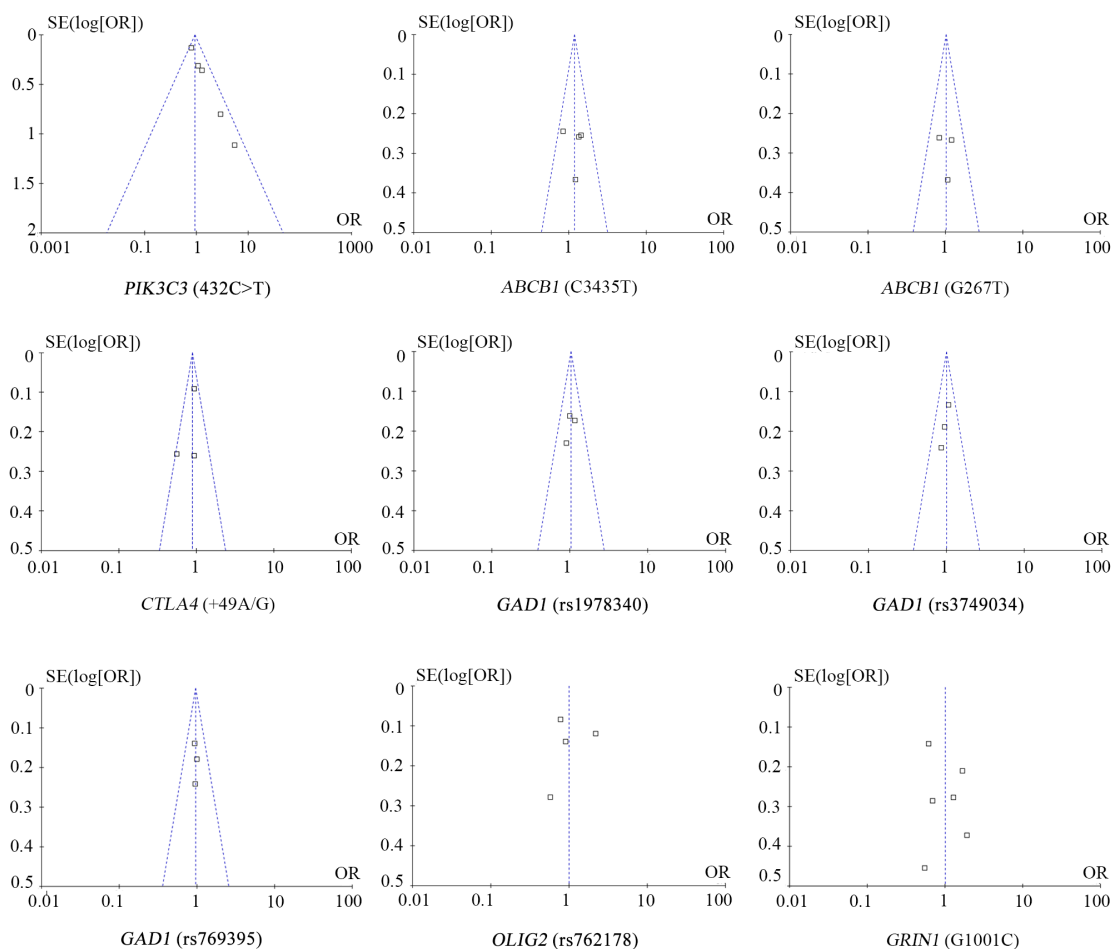 SE(log[OR])
0
0.5
1
1.5
2
OR
0.001 0.1 1 10 1000
PIK3C3 (432C>T)
SE(log[OR])
0
0.1
0.2
0.3
0.4
0.5
OR
0.01 0.1 1 10 100
ABCB1 (C3435T)
SE(log[OR])
0
0.1
0.2
0.3
0.4
0.5
OR
0.01 0.1 1 10 100
ABCB1 (G267T)
SE(log[OR])
0
0.1
0.2
0.3
0.4
0.5
OR
0.01 0.1 1 10 100
CTLA4 (+49A/G)
SE(log[OR])
0
0.1
0.2
0.3
0.4
0.5
OR
0.01 0.1 1 10 100
GAD1 (rs1978340)
SE(log[OR])
0
0.1
0.2
0.3
0.4
0.5
OR
0.01 0.1 1 10 100
GAD1 (rs3749034)
SE(log[OR])
0
0.1
0.2
0.3
0.4
0.5
OR
0.01 0.1 1 10 100
GAD1 (rs769395)
SE(log[OR])
0
0.1
0.2
0.3
0.4
0.5
OR
0.01 0.1 1 10 100
OLIG2 (rs762178)
SE(log[OR])
0
0.1
0.2
0.3
0.4
0.5
OR
0.01 0.1 1 10 100
GRIN1 (G1001C)